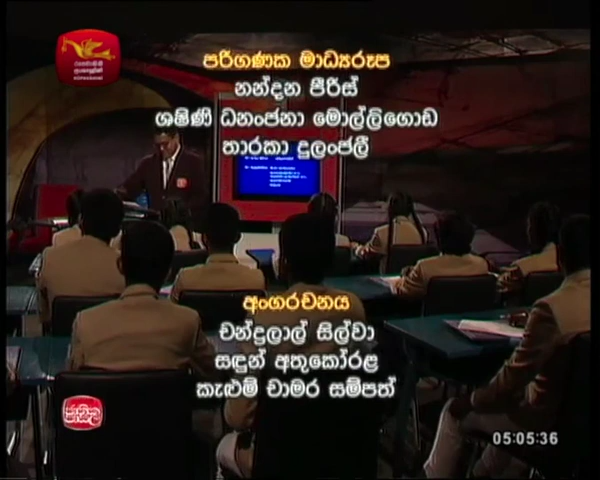 පරිගණක මාධ්‍යරූප
නන්දන පීරිස්
ශෂිණි ධනංජනා මොල්ලිගොඩ
තාරකා දුලංජලී
අංගරචනය
චන්දුලාල් සිල්වා
සඳුන් අතුකෝරළ
කැළුම් චාමර සම්පත්
05:05:36